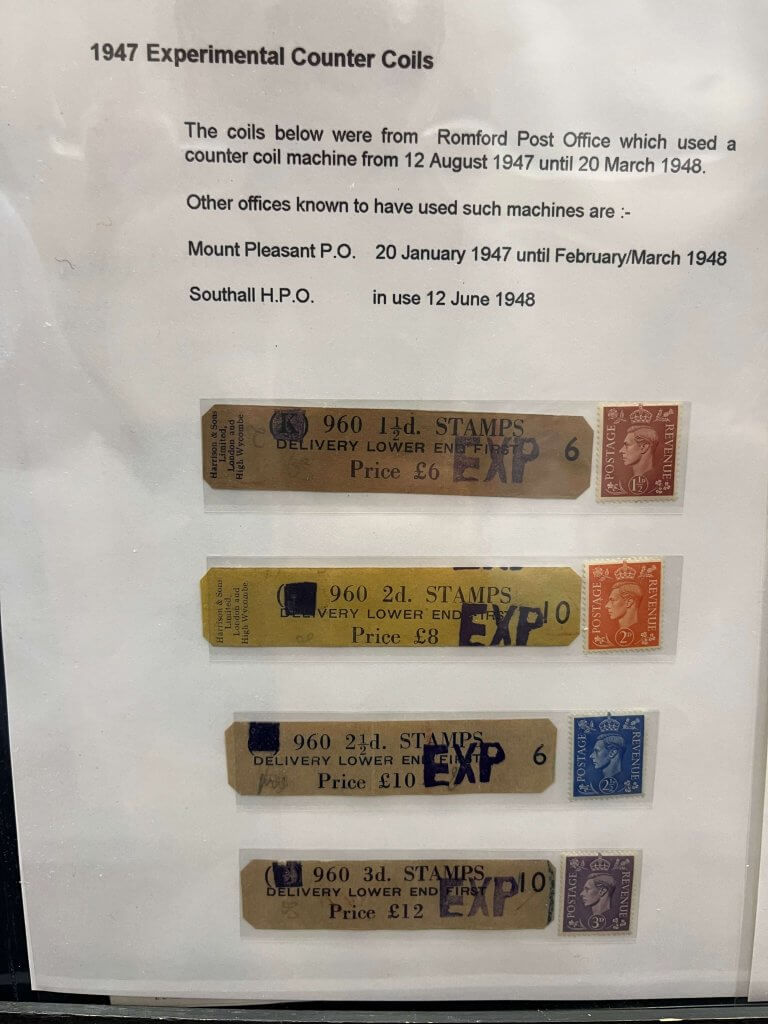 1947 Experimental Counter Coils
The coils below were from Romford Post Office which used a
counter coil machine from 12 August 1947 until 20 March 1948.
Other offices known to have used such machines are :-
Mount Pleasant P.O. 20 January 1947 until February/March 1948
Southall H.P.O. in use 12 June 1948
Harrison & Sons
Limited,
London and
High Wycombe
K 960 1½d. STAMPS
DELIVERY LOWER END FIRST
Price £6 EXP 6
POSTAGE REVENUE
1½D
Harrison & Sons
Limited,
London and
High Wycombe
960 2d. STAMPS
DELIVERY LOWER END FIRST
Price £8 EXP 10
POSTAGE REVENUE
2D
960 2½d. STAMPS
DELIVERY LOWER END FIRST
Price £10 EXP 6
POSTAGE REVENUE
2½D
960 3d. STAMPS
DELIVERY LOWER END FIRST
Price £12 EXP 10
POSTAGE REVENUE
3D